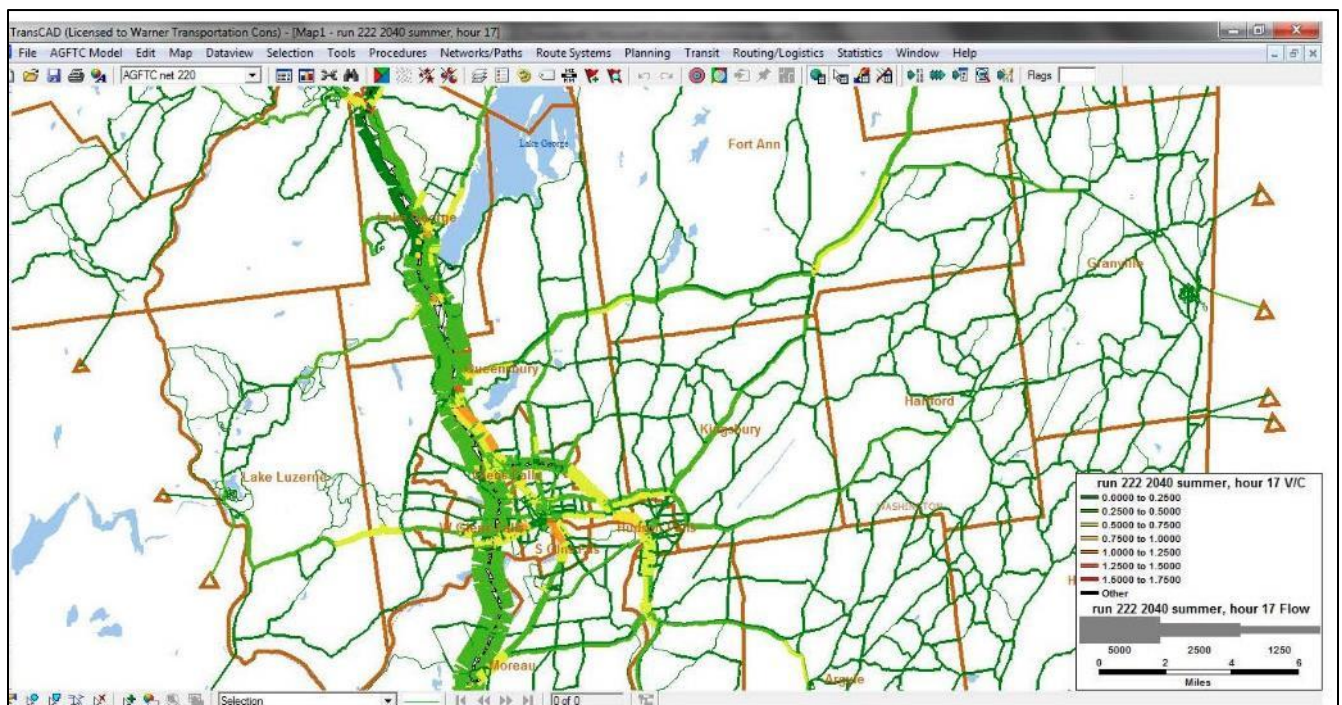 TransCAD (Licensed to Warner Transportation Cons) - [Map1 - run 222 2040 summer, hour 17]
File AGFTC Model Edit Map Dataview Selection Tools Procedures Networks/Paths Route Systems Planning Transit Routing/Logistics Statistics Window Help
AGFTC net 220 Flags
Lake George
Fort Ann
Lake George
Granville
Queensbury
Hartford
Kingsbury
Glens Falls
Lake Luzerne
WASHINGTON
W Glens Falls
Hudson Falls
S Glns Fls
Moreau
Argyle
run 222 2040 summer, hour 17 V/C
0.0000 to 0.2500
0.2500 to 0.5000
0.5000 to 0.7500
0.7500 to 1.0000
1.0000 to 1.2500
1.2500 to 1.5000
1.5000 to 1.7500
Other
run 222 2040 summer, hour 17 Flow
5000 2500 1250
0 2 4 6
Miles
Selection 0 of 0